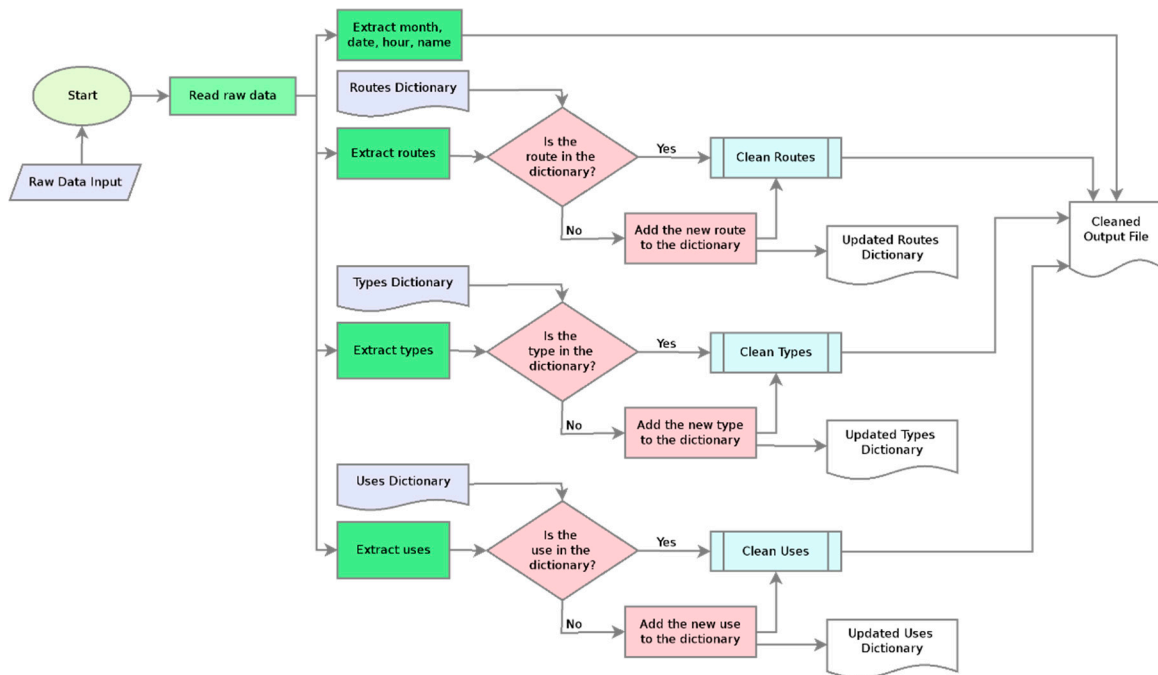 Extract month,
date, hour, name
Start
Read raw data
Routes Dictionary
Is the
route in the
dictionary?
Extract routes
Yes
Clean Routes
Raw Data Input
No
Add the new route
to the dictionary
Updated Routes
Dictionary
Cleaned
Output File
Types Dictionary
Is the
type in the
dictionary?
Extract types
Yes
Clean Types
No
Add the new type
to the dictionary
Updated Types
Dictionary
Uses Dictionary
Is the
use in the
dictionary?
Extract uses
Yes
Clean Uses
No
Add the new use
to the dictionary
Updated Uses
Dictionary